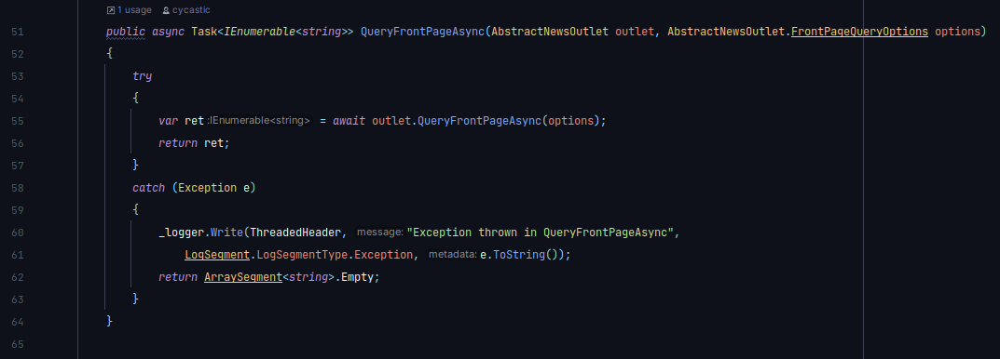 1 usage cycastic
51 public async Task<IEnumerable<string>> QueryFrontPageAsync(AbstractNewsOutlet outlet, AbstractNewsOutlet.FrontPageQueryOptions options)
52 {
53 try
54 {
55 var ret :IEnumerable<string> = await outlet.QueryFrontPageAsync(options);
56 return ret;
57 }
58 catch (Exception e)
59 {
60 _logger.Write(ThreadedHeader, message: "Exception thrown in QueryFrontPageAsync",
61 LogSegment.LogSegmentType.Exception, metadata: e.ToString());
62 return ArraySegment<string>.Empty;
63 }
64 }
65